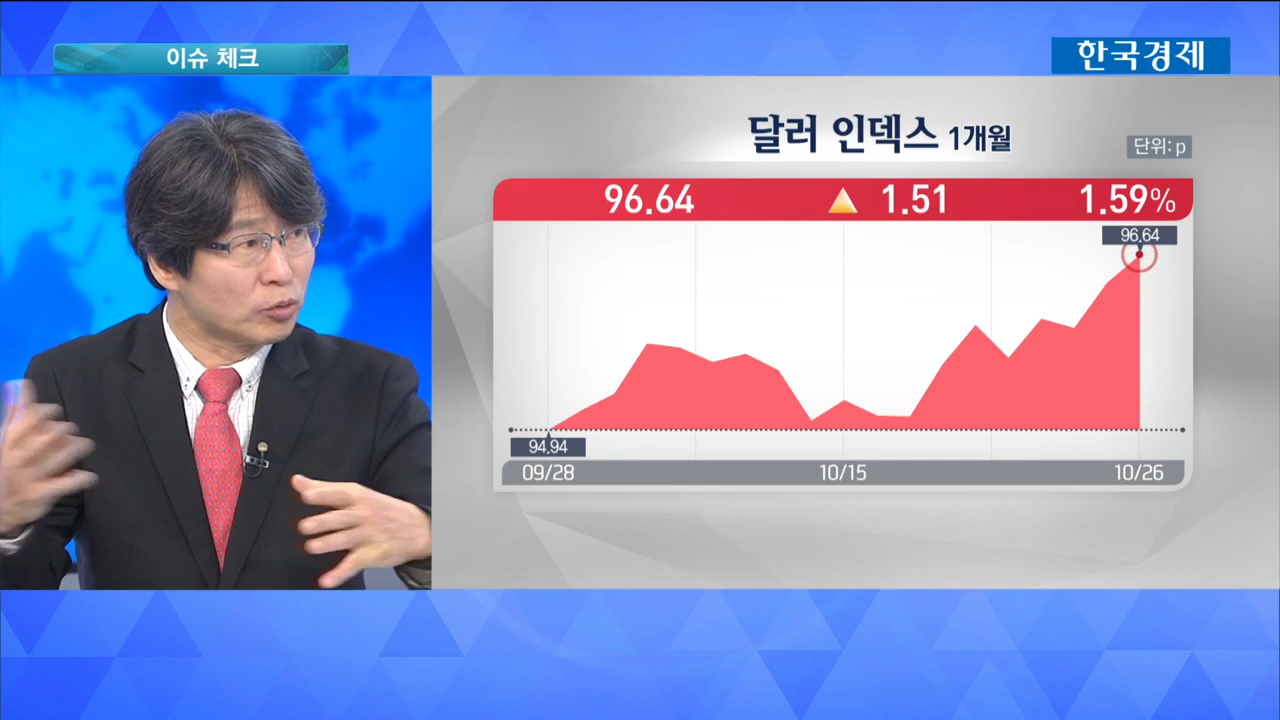 이슈 체크
한국경제
달러 인덱스 1개월
단위: p
96.64 ▲ 1.51 1.59%
96.64
94.94
09/28 10/15 10/26